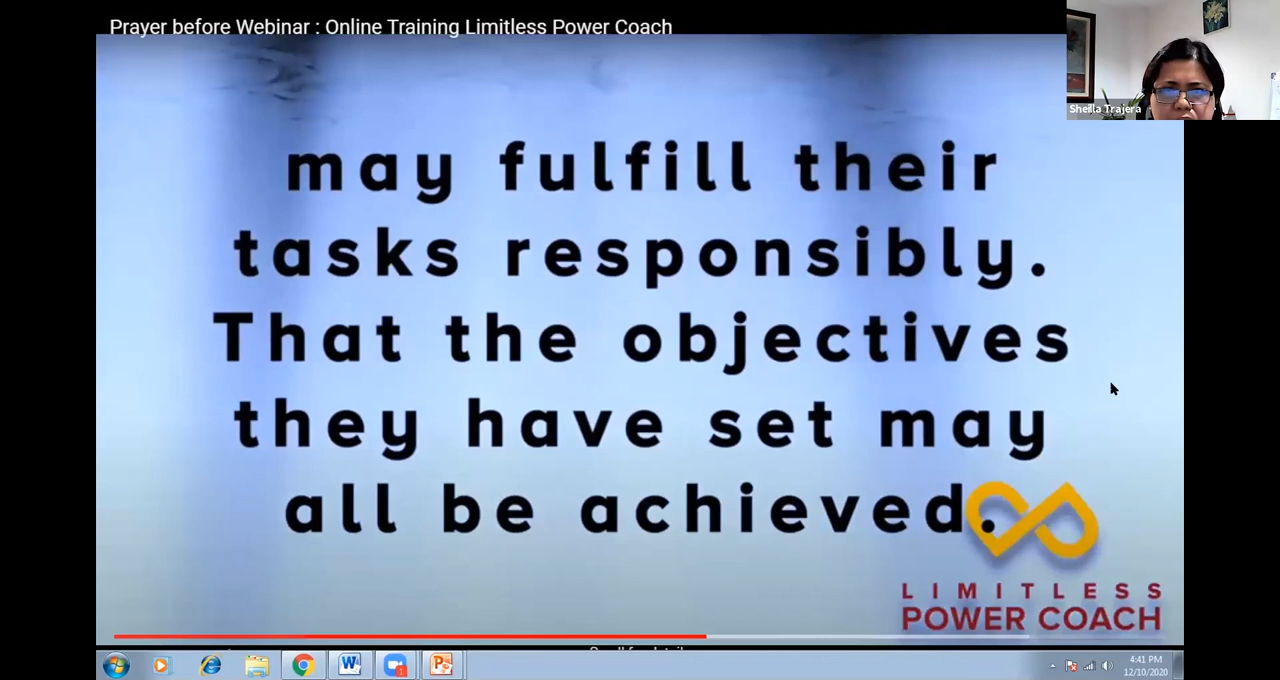 Prayer before Webinar : Online Training Limitless Power Coach
Sheilla Trajera
may fulfill their
tasks responsibly.
That the objectives
they have set may
all be achieved.
LIMITLESS
POWER COACH
4:41 PM
12/10/2020